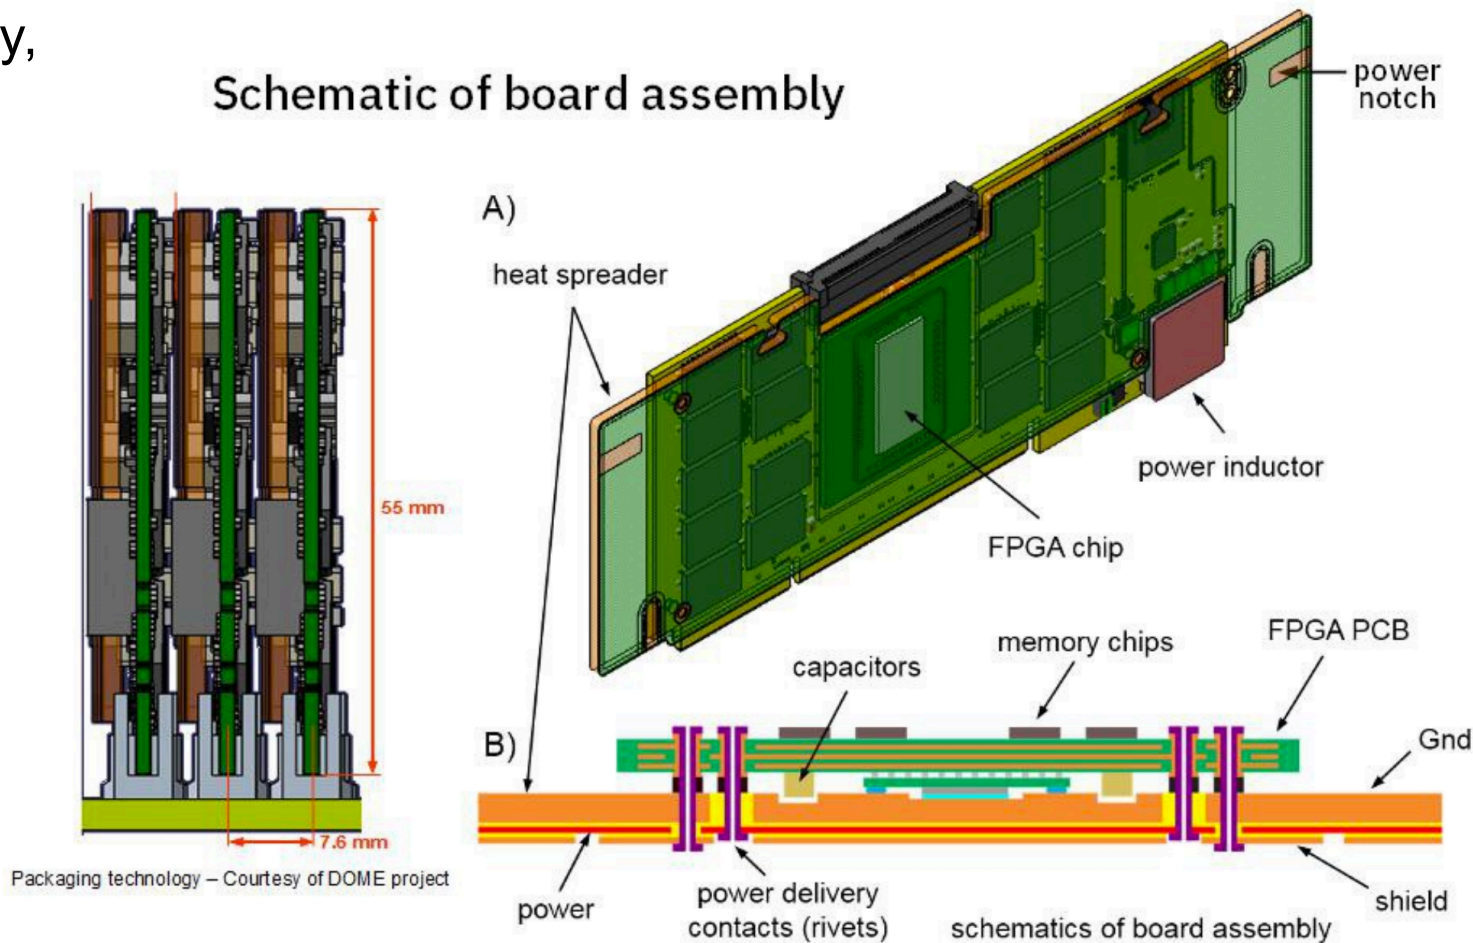 y,
Schematic of board assembly
power
notch
A)
heat spreader
55 mm
power inductor
FPGA chip
FPGA PCB
memory chips
capacitors
B)
Gnd
7.6 mm
Packaging technology – Courtesy of DOME project
power
power delivery
contacts (rivets)
shield
schematics of board assembly